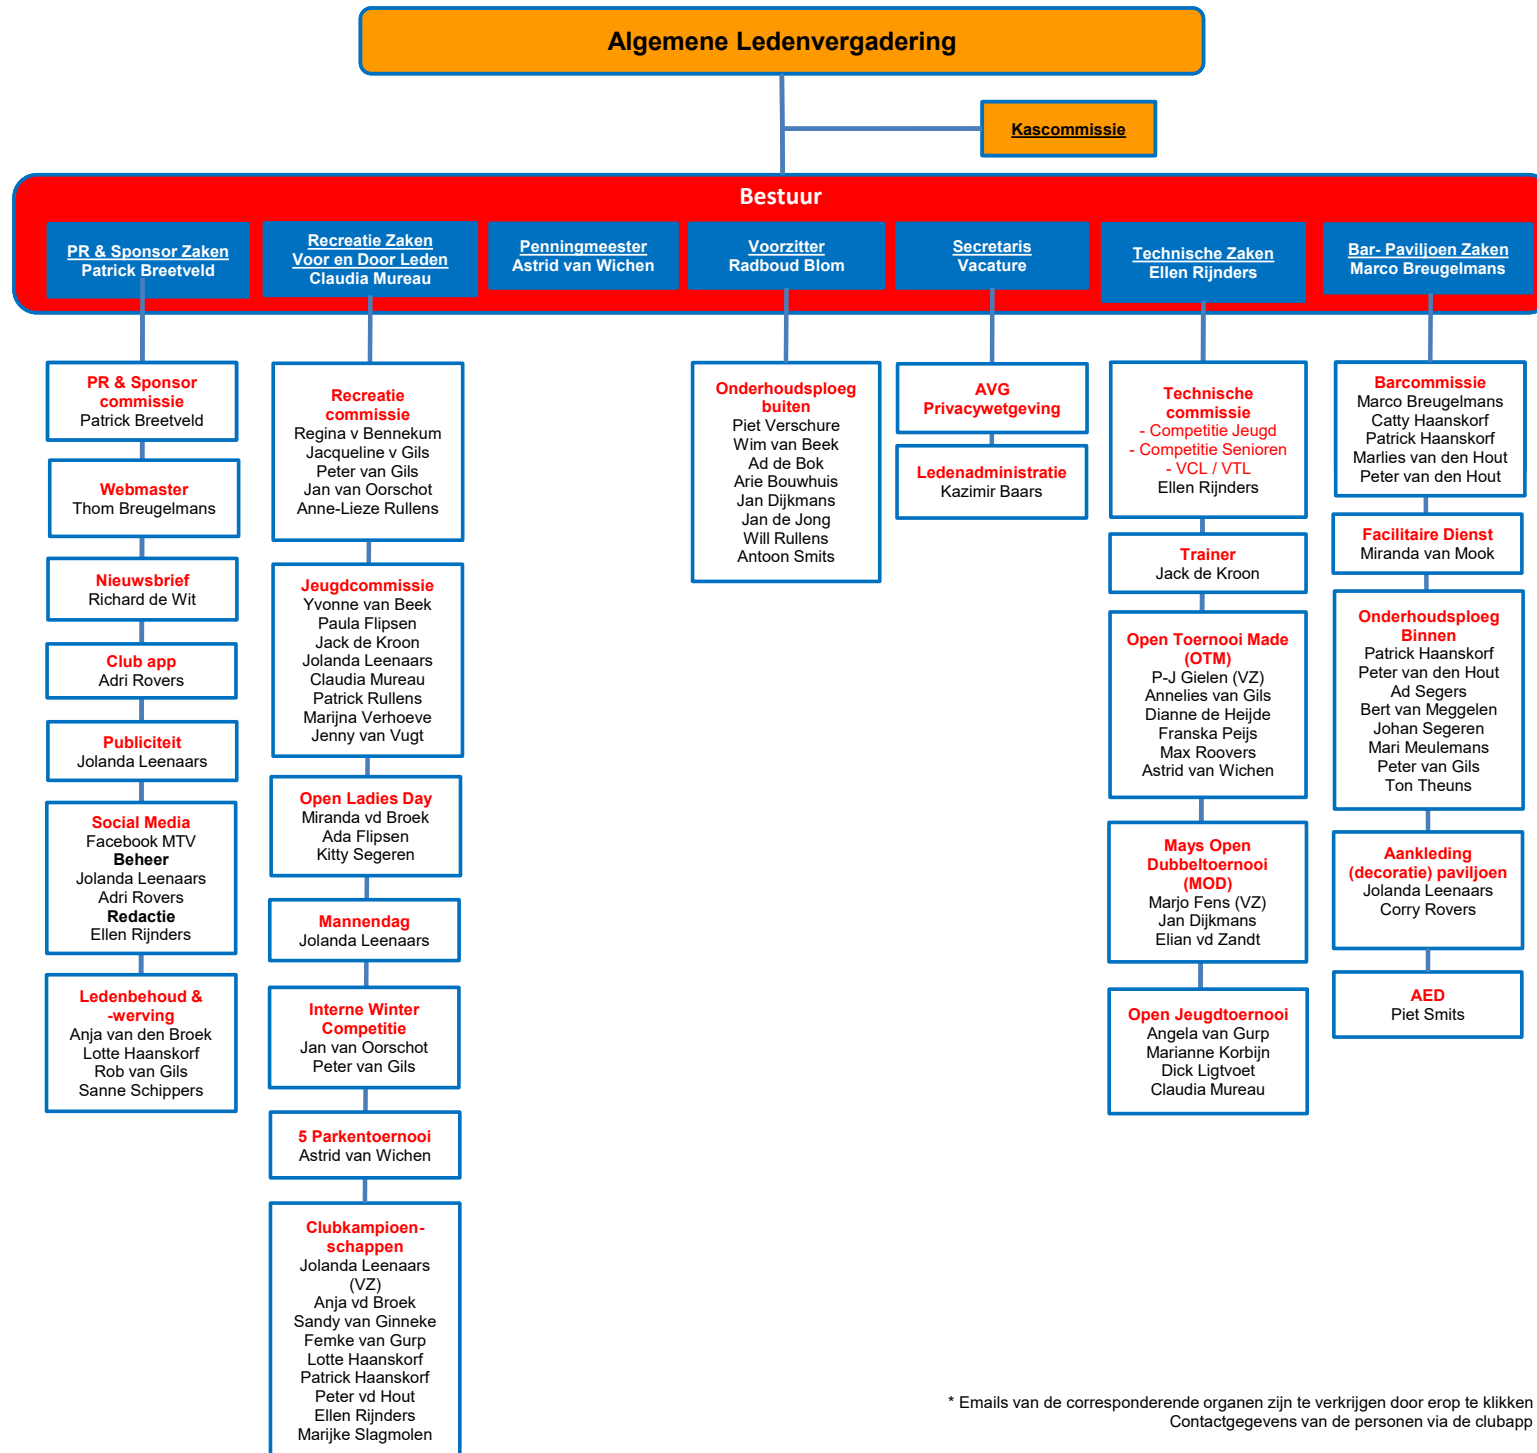 Algemene Ledenvergadering
Kascommissie
Bestuur
PR & Sponsor Zaken
Patrick Breetveld
Recreatie Zaken
Voor en Door Leden
Claudia Mureau
Penningmeester
Astrid van Wichen
Voorzitter
Radboud Blom
Secretaris
Vacature
Technische Zaken
Ellen Rijnders
Bar- Paviljoen Zaken
Marco Breugelmans
PR & Sponsor
commissie
Patrick Breetveld
Webmaster
Thom Breugelmans
Nieuwsbrief
Richard de Wit
Club app
Adri Rovers
Publiciteit
Jolanda Leenaars
Social Media
Facebook MTV
Beheer
Jolanda Leenaars
Adri Rovers
Redactie
Ellen Rijnders
Ledenbehoud &
-werving
Anja van den Broek
Lotte Haanskorf
Rob van Gils
Sanne Schippers
Recreatie
commissie
Regina v Bennekum
Jacqueline v Gils
Peter van Gils
Jan van Oorschot
Anne-Lieze Rullens
Jeugdcommissie
Yvonne van Beek
Paula Flipsen
Jack de Kroon
Jolanda Leenaars
Claudia Mureau
Patrick Rullens
Marijna Verhoeve
Jenny van Vugt
Open Ladies Day
Miranda vd Broek
Ada Flipsen
Kitty Segeren
Mannendag
Jolanda Leenaars
Interne Winter
Competitie
Jan van Oorschot
Peter van Gils
5 Parkentoernooi
Astrid van Wichen
Clubkampioen-
schappen
Jolanda Leenaars
(VZ)
Anja vd Broek
Sandy van Ginneke
Femke van Gurp
Lotte Haanskorf
Patrick Haanskorf
Peter vd Hout
Ellen Rijnders
Marijke Slagmolen
Onderhoudsploeg
buiten
Piet Verschure
Wim van Beek
Ad de Bok
Arie Bouwhuis
Jan Dijkmans
Jan de Jong
Will Rullens
Antoon Smits
AVG
Privacywetgeving
Ledenadministratie
Kazimir Baars
Technische
commissie
- Competitie Jeugd
- Competitie Senioren
- VCL / VTL
Ellen Rijnders
Trainer
Jack de Kroon
Open Toernooi Made
(OTM)
P-J Gielen (VZ)
Annelies van Gils
Dianne de Heijde
Franska Peijs
Max Roovers
Astrid van Wichen
Mays Open
Dubbeltoernooi
(MOD)
Marjo Fens (VZ)
Jan Dijkmans
Elian vd Zandt
Open Jeugdtoernooi
Angela van Gurp
Marianne Korbijn
Dick Ligtvoet
Claudia Mureau
Barcommissie
Marco Breugelmans
Catty Haanskorf
Patrick Haanskorf
Marlies van den Hout
Peter van den Hout
Facilitaire Dienst
Miranda van Mook
Onderhoudsploeg
Binnen
Patrick Haanskorf
Peter van den Hout
Ad Segers
Bert van Meggelen
Johan Segeren
Mari Meulemans
Peter van Gils
Ton Theuns
Aankleding
(decoratie) paviljoen
Jolanda Leenaars
Corry Rovers
AED
Piet Smits
* Emails van de corresponderende organen zijn te verkrijgen door erop te klikken
Contactgegevens van de personen via de clubapp